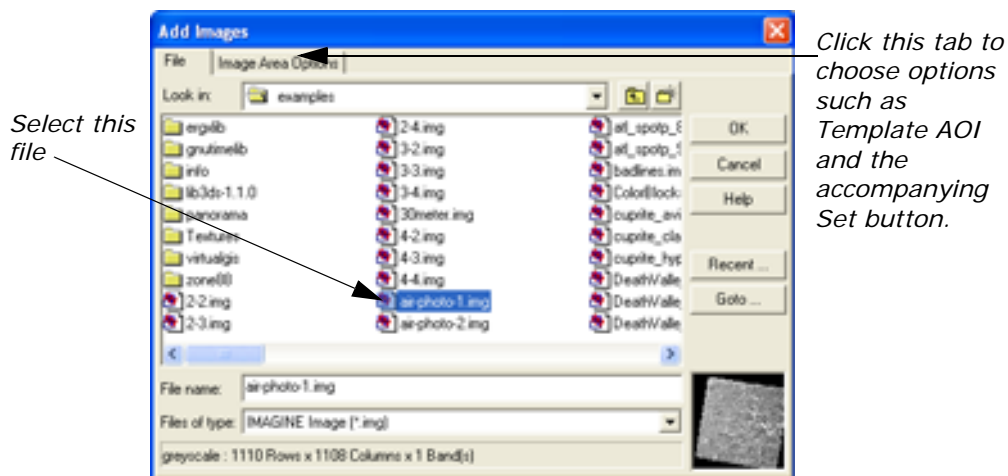 Add Images
File
Image Area Options
Look in:
examples
Select this
file
Click this tab to
choose options
such as
Template AOI
and the
accompanying
Set button.
ergxlib
gnutimelib
info
lib3ds-1.1.0
panorama
Textures
virtualgis
zone88
2-2.img
2-3.img
2-4.img
3-2.img
3-3.img
3-4.img
30meter.img
4-2.img
4-3.img
4-4.img
air-photo-1.img
air-photo-2.img
atl_spotp_
atl_spotp_
badlines.im
cuprite_avi
cuprite_cla
cuprite_hyp
DeathValle
DeathValle
OK
Cancel
Help
Recent ...
Goto ...
File name:
air-photo-1.img
Files of type:
IMAGINE Image (*.img)
greyscale : 1110 Rows x 1108 Columns x 1 Band(s)